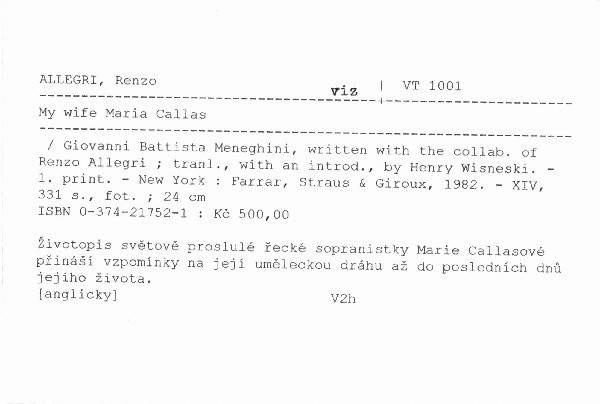 ALLEGRI, Renzo viz | VT 1001
My wife Maria Callas
/ Giovanni Battista Meneghini, written with the collab. of
Renzo Allegri ; tranl., with an introd., by Henry Wisneski. -
1. print. - New York : Farrar, Straus & Giroux, 1982. - XIV,
331 s., fot. ; 24 cm
ISBN 0-374-21752-1 : Kč 500,00
Životopis světově proslulé řecké sopranistky Marie Callasové
přináší vzpomínky na její uměleckou dráhu až do posledních dnů
jejího života.
[anglicky] V2h